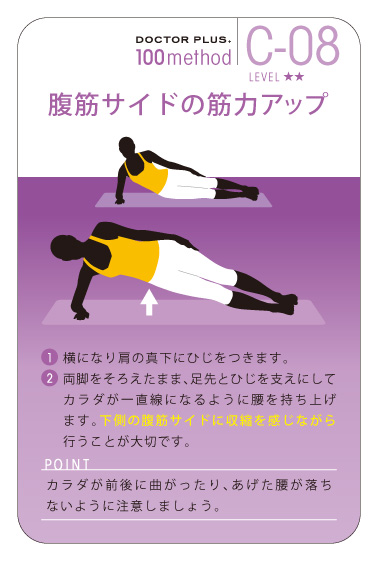 DOCTOR PLUS.
100method
C-08
LEVEL ★★
腹筋サイドの筋力アップ
1 横になり肩の真下にひじをつきます。
2 両脚をそろえたまま、足先とひじを支えにして
カラダが一直線になるように腰を持ち上げ
ます。下側の腹筋サイドに収縮を感じながら
行うことが大切です。
POINT
カラダが前後に曲がったり、あげた腰が落ち
ないように注意しましょう。